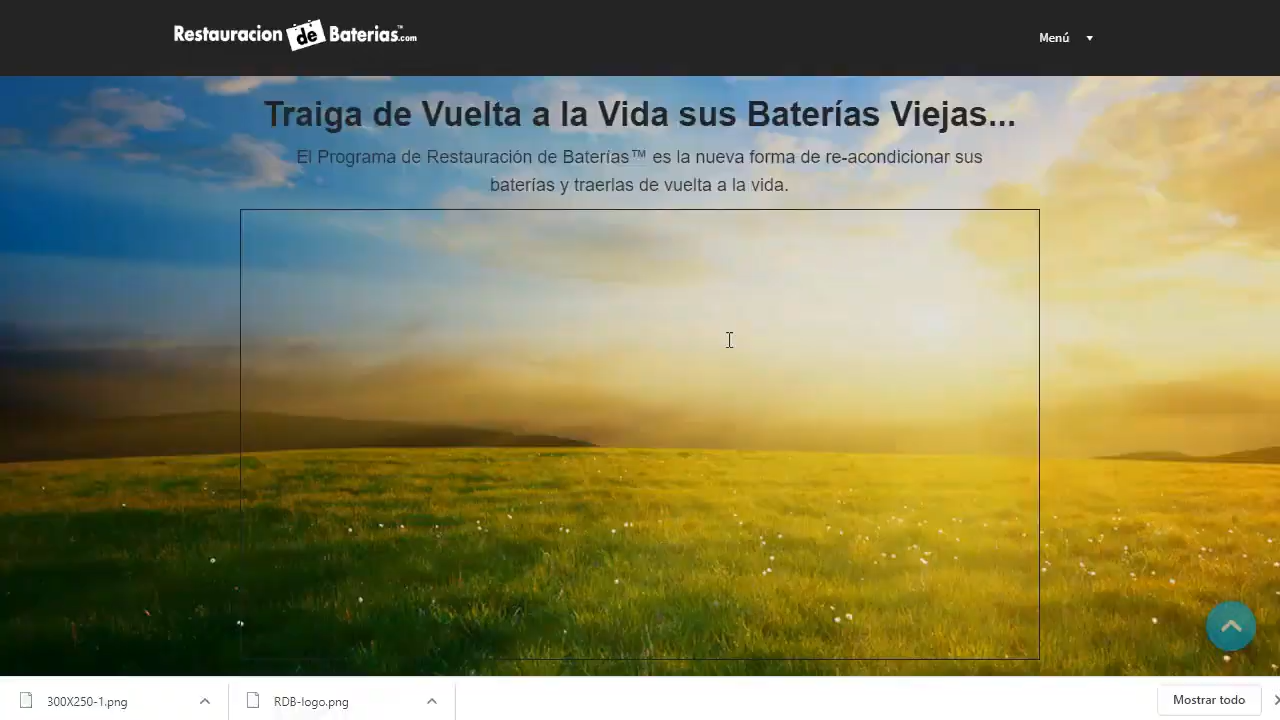 Restauracion de Baterias™.com
Menú
Traiga de Vuelta a la Vida sus Baterías Viejas...
El Programa de Restauración de Baterías™ es la nueva forma de re-acondicionar sus
baterías y traerlas de vuelta a la vida.
300X250-1.png
RDB-logo.png
Mostrar todo